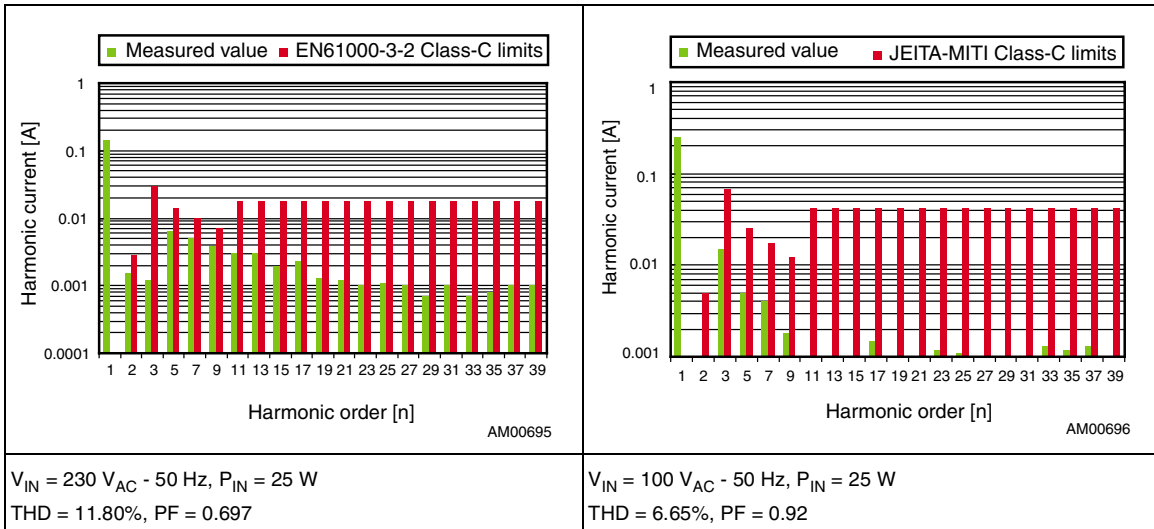 Measured value EN61000-3-2 Class-C limits
Harmonic current [A]
1
0.1
0.01
0.001
0.0001
1 2 3 5 7 9 11 13 15 17 19 21 23 25 27 29 31 33 35 37 39
Harmonic order [n]
AM00695
Measured value JEITA-MITI Class-C limits
Harmonic current [A]
1
0.1
0.01
0.001
1 2 3 5 7 9 11 13 15 17 19 21 23 25 27 29 31 33 35 37 39
Harmonic order [n]
AM00696
VIN = 230 VAC - 50 Hz, PIN = 25 W
THD = 11.80%, PF = 0.697
VIN = 100 VAC - 50 Hz, PIN = 25 W
THD = 6.65%, PF = 0.92